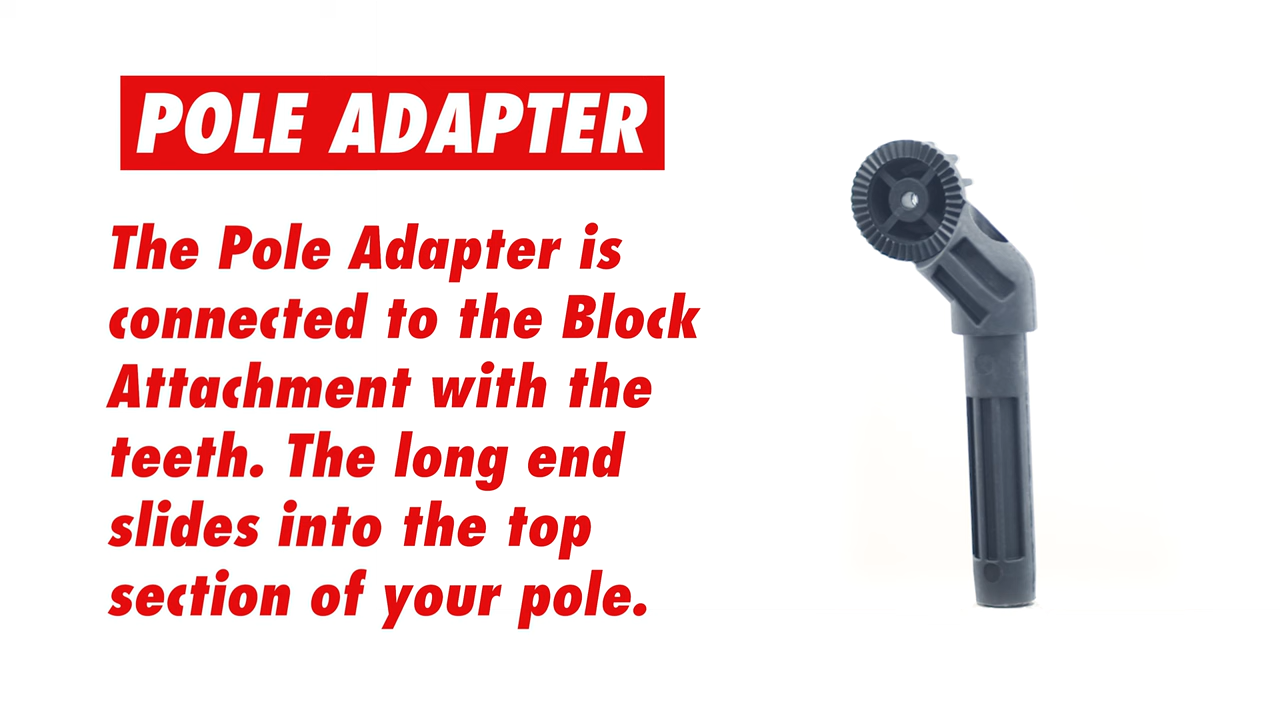 POLE ADAPTER
The Pole Adapter is
connected to the Block
Attachment with the
teeth. The long end
slides into the top
section of your pole.